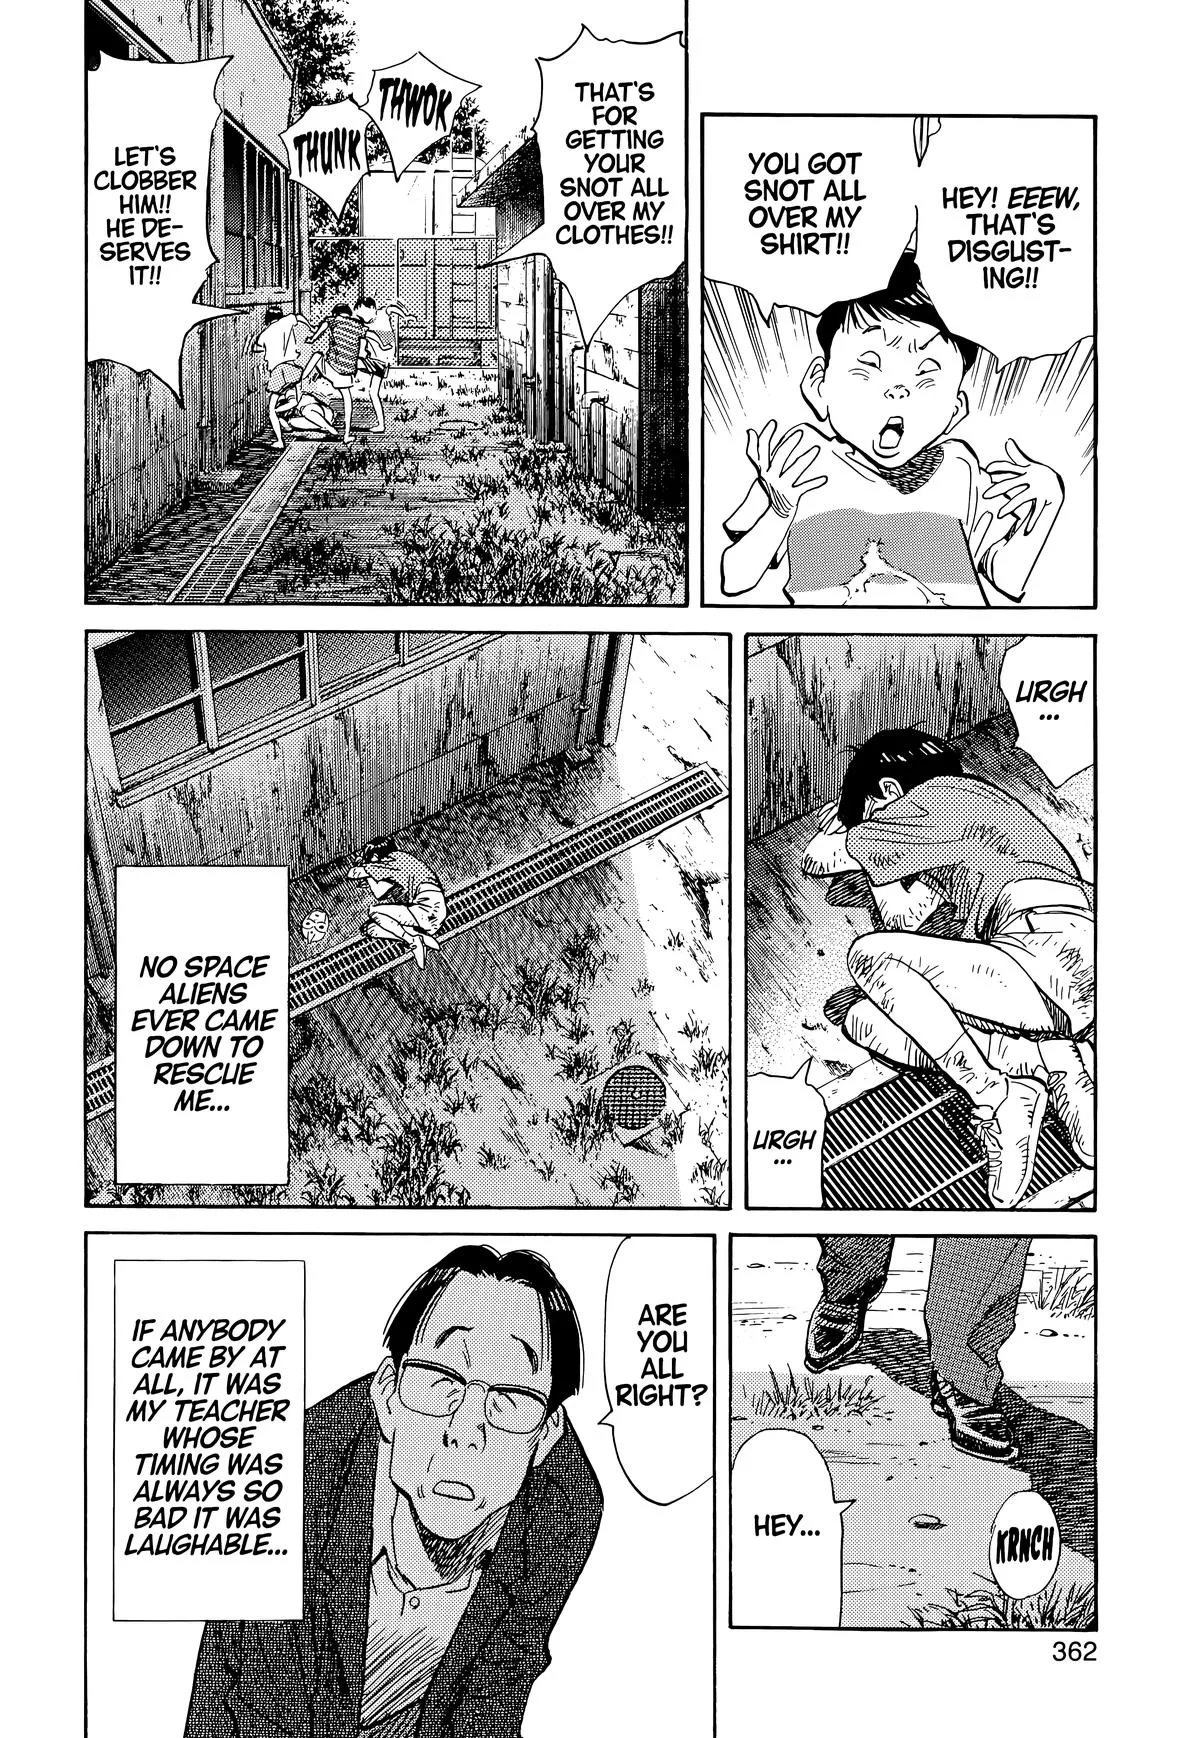 HEY! EEEW,
THAT'S
DISGUST-
ING!!
YOU GOT
SNOT ALL
OVER MY
SHIRT!!
THAT'S
FOR
GETTING
YOUR
SNOT ALL
OVER MY
CLOTHES!!
THWOK
THUNK
LET'S
CLOBBER
HIM!!
HE DE-
SERVES
IT!!
URGH
...
URGH
...
NO SPACE
ALIENS
EVER CAME
DOWN TO
RESCUE
ME...
KRNCH
HEY...
ARE
YOU
ALL
RIGHT?
IF ANYBODY
CAME BY AT
ALL, IT WAS
MY TEACHER
WHOSE
TIMING WAS
ALWAYS SO
BAD IT WAS
LAUGHABLE...
362